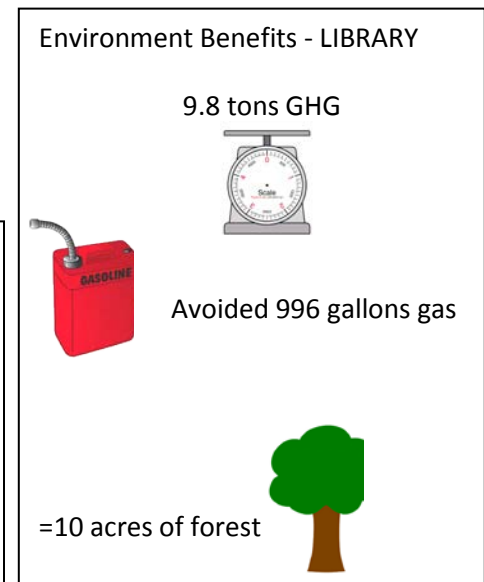 Environment Benefits - LIBRARY
9.8 tons GHG
Scale
GASOLINE
Avoided 996 gallons gas
=10 acres of forest